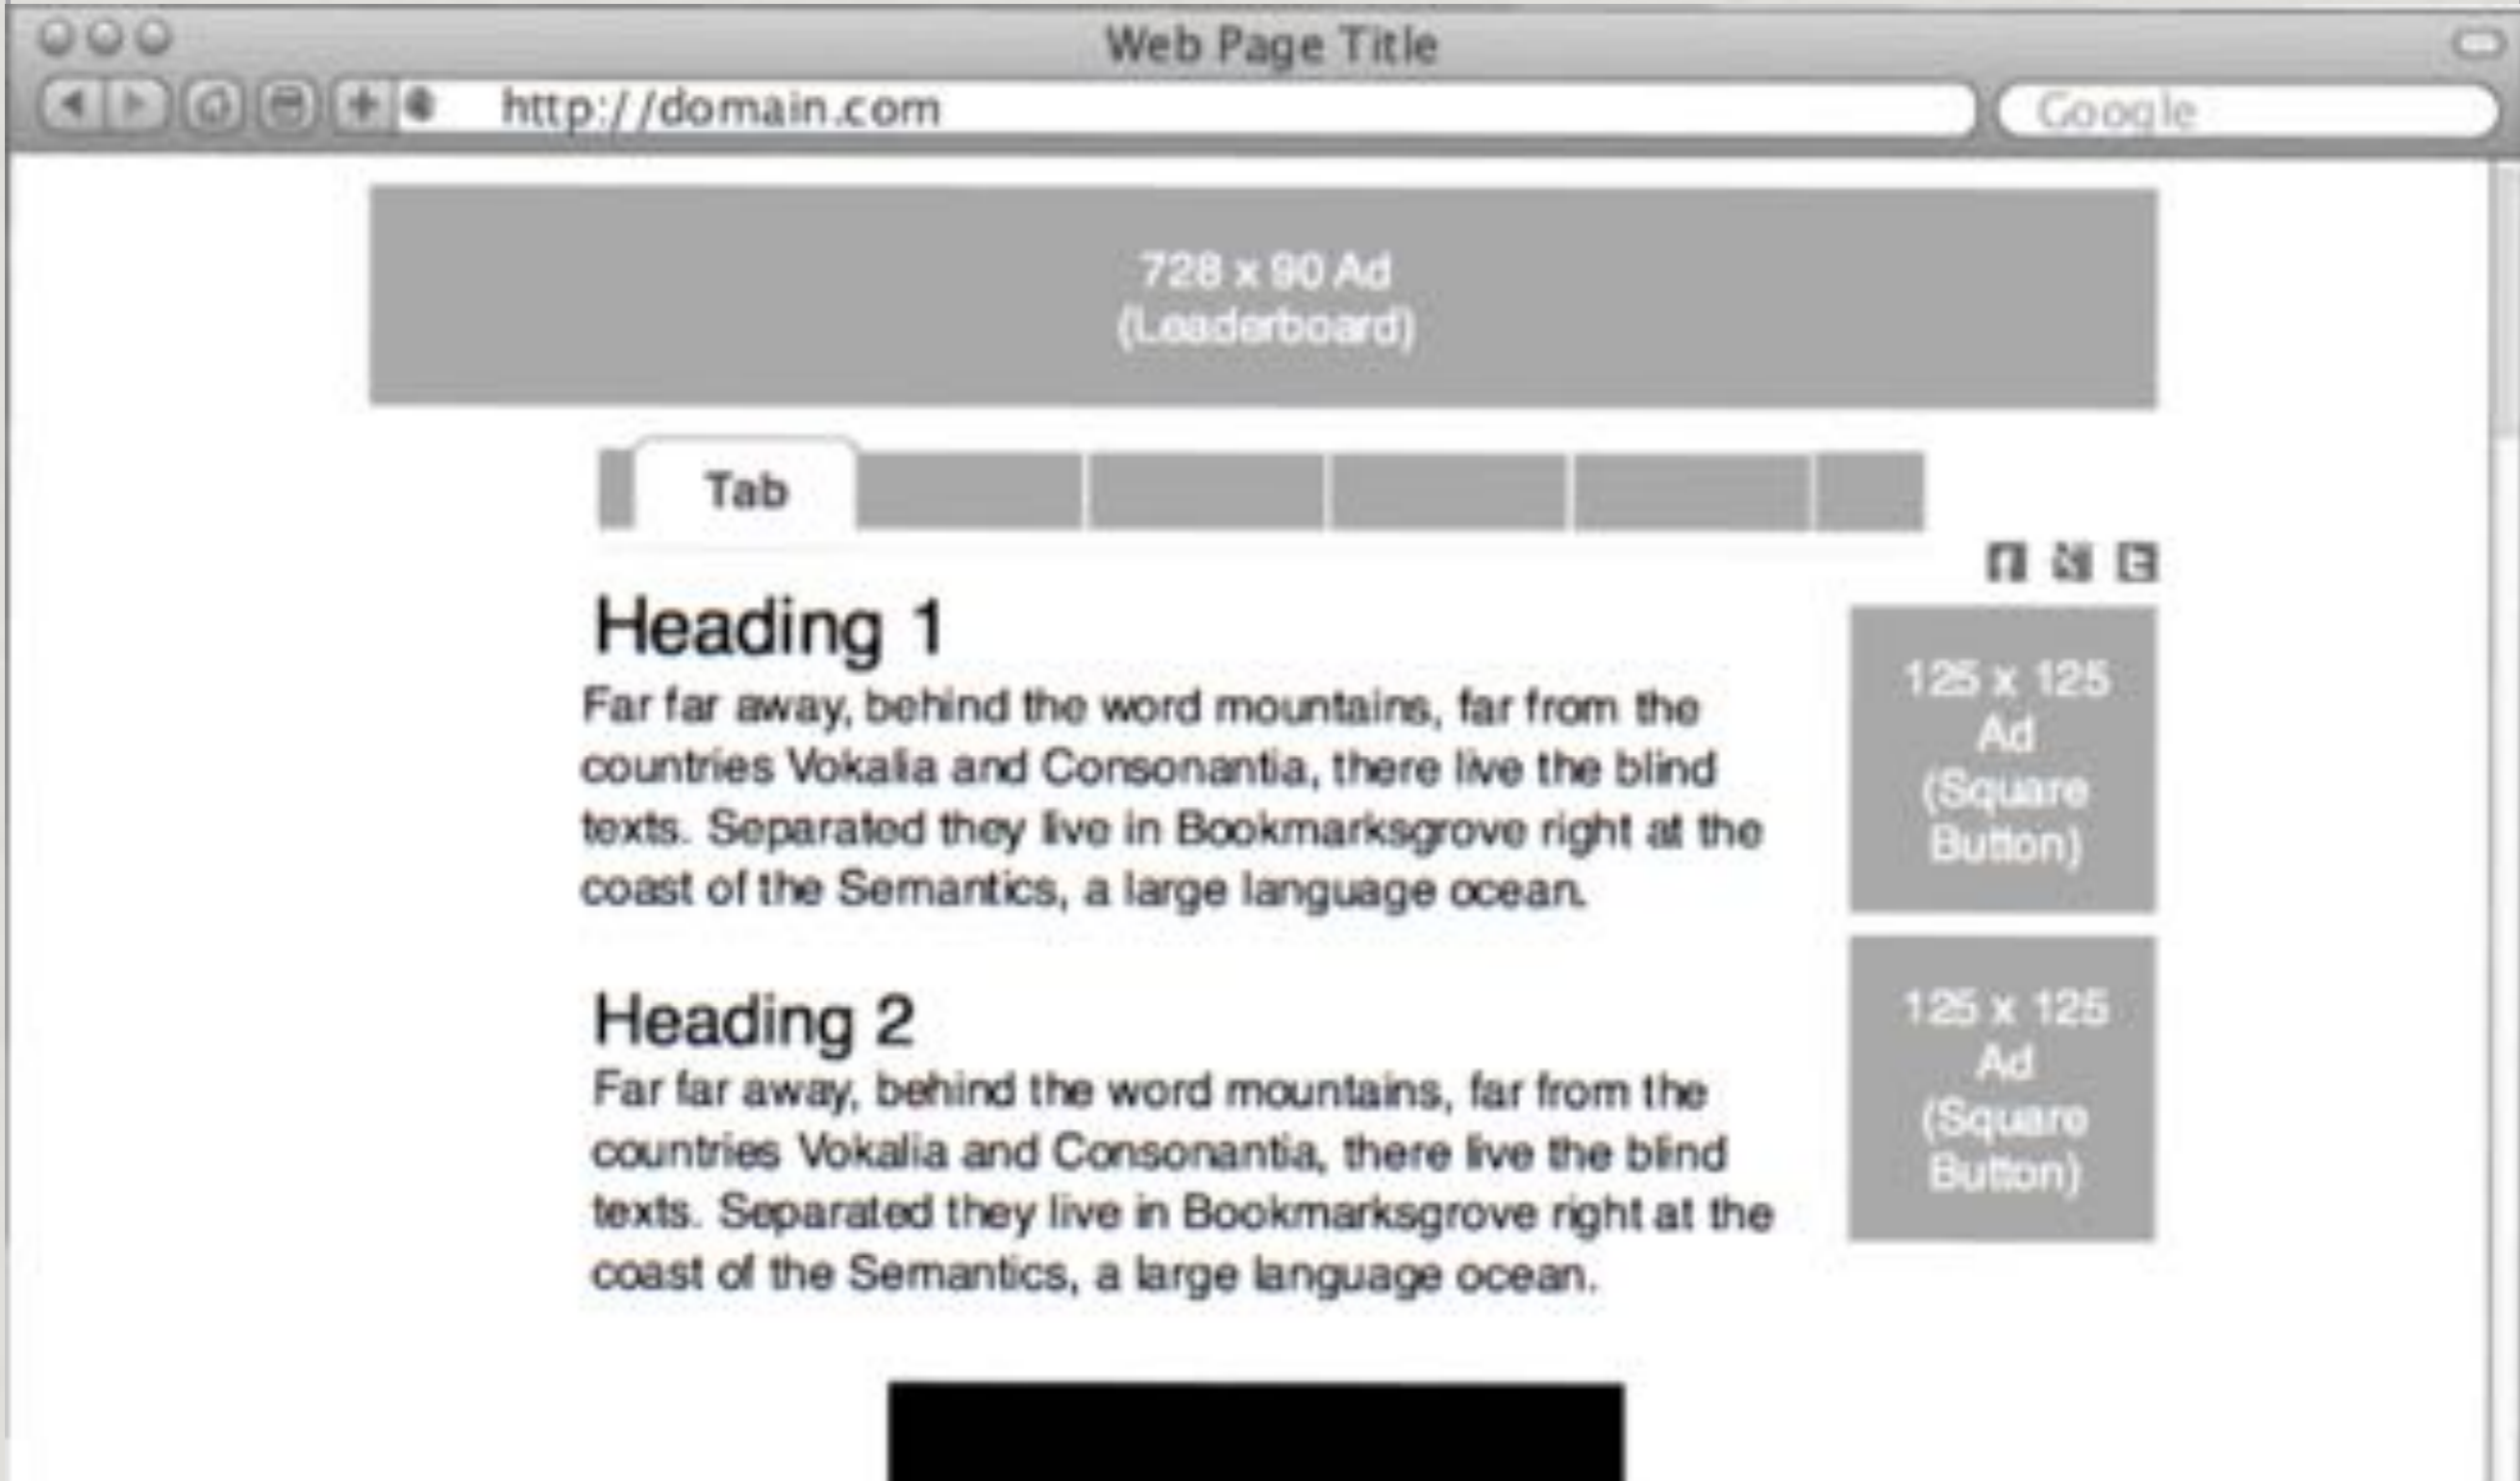 Web Page Title
http://domain.com
Google
728 x 90 Ad
(Leaderboard)
Tab
Heading 1
Far far away, behind the word mountains, far from the
countries Vokalia and Consonantia, there live the blind
texts. Separated they live in Bookmarksgrove right at the
coast of the Semantics, a large language ocean.
125 x 125
Ad
(Square
Button)
Heading 2
Far far away, behind the word mountains, far from the
countries Vokalia and Consonantia, there live the blind
texts. Separated they live in Bookmarksgrove right at the
coast of the Semantics, a large language ocean.
125 x 125
Ad
(Square
Button)